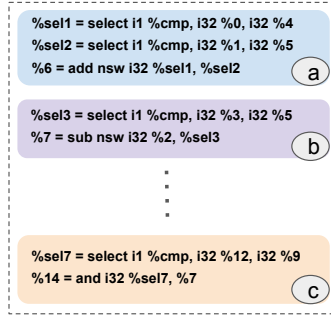 %sel1 = select i1 %cmp, i32 %0, i32 %4
%sel2 = select i1 %cmp, i32 %1, i32 %5
%6 = add nsw i32 %sel1, %sel2
a
%sel3 = select i1 %cmp, i32 %3, i32 %5
%7 = sub nsw i32 %2, %sel3
b
%sel7 = select i1 %cmp, i32 %12, i32 %9
%14 = and i32 %sel7, %7
c